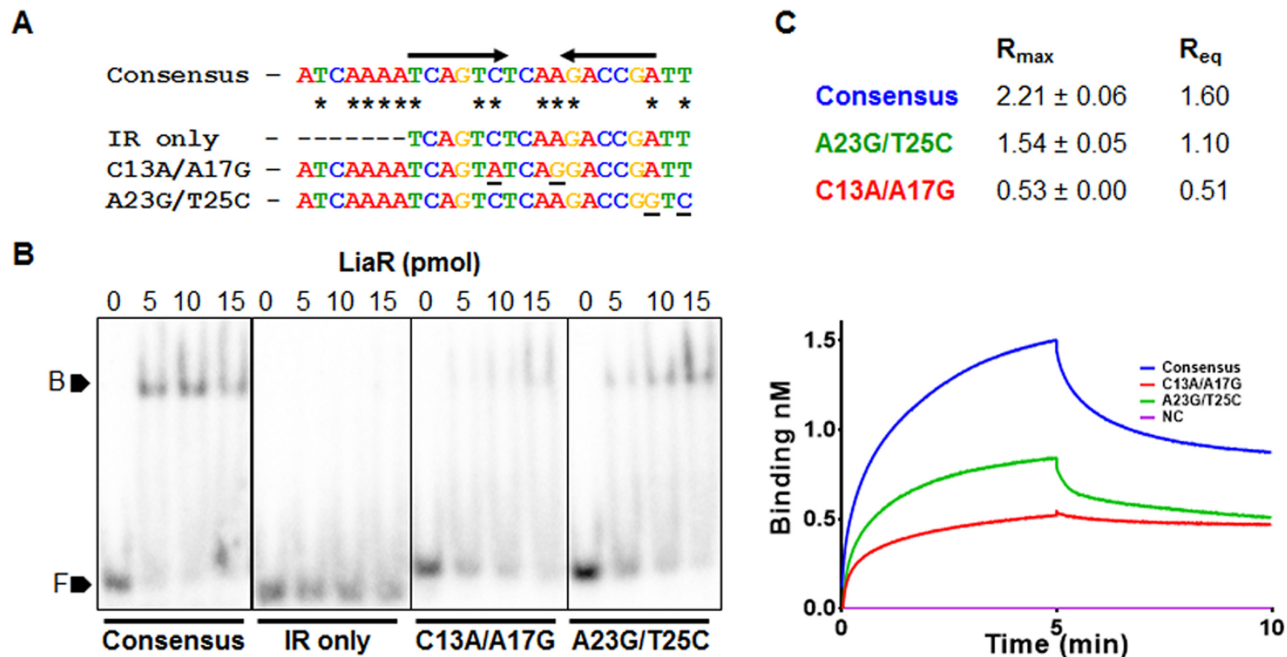 A
Consensus – ATCAAAATCAGTCTCAAGACCGATT
* ***** ** *** * *
IR only – -------TCAGTCTCAAGACCGATT
C13A/A17G – ATCAAAATCAGTATCAGGACCGATT
A23G/T25C – ATCAAAATCAGTCTCAAGACCGGTC
B
LiaR (pmol)
0 5 10 15 0 5 10 15 0 5 10 15 0 5 10 15
B
F
Consensus IR only C13A/A17G A23G/T25C
C
Rmax Req
Consensus 2.21 ± 0.06 1.60
A23G/T25C 1.54 ± 0.05 1.10
C13A/A17G 0.53 ± 0.00 0.51
Binding nM
1.5
1.0
0.5
0.0
Consensus
C13A/A17G
A23G/T25C
NC
0 5 10
Time (min)